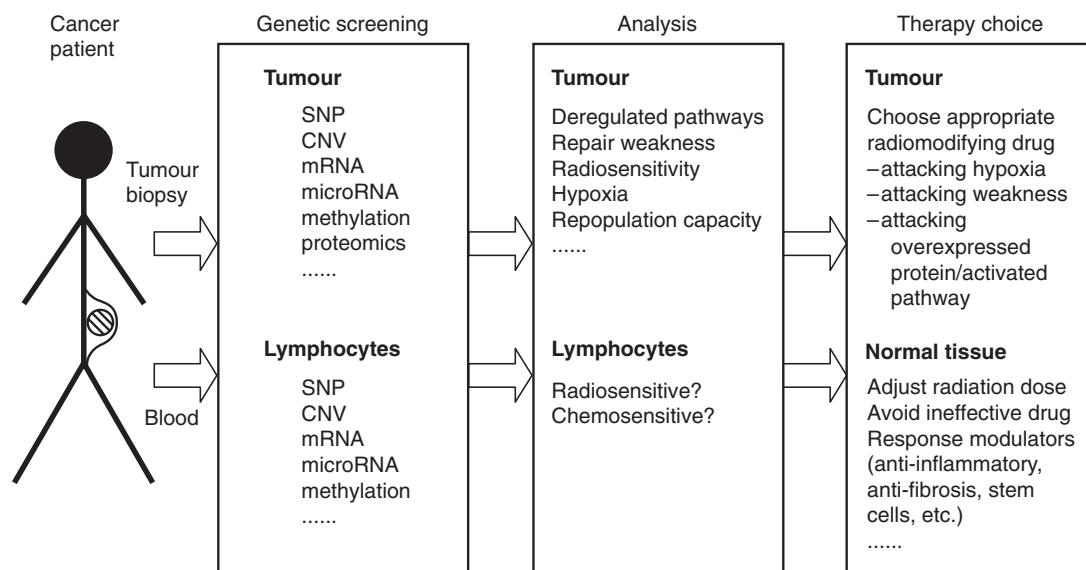 Cancer
patient
Genetic screening
Analysis
Therapy choice
Tumour
biopsy
Blood
Tumour
SNP
CNV
mRNA
microRNA
methylation
proteomics
......
Lymphocytes
SNP
CNV
mRNA
microRNA
methylation
......
Tumour
Deregulated pathways
Repair weakness
Radiosensitivity
Hypoxia
Repopulation capacity
......
Lymphocytes
Radiosensitive?
Chemosensitive?
Tumour
Choose appropriate
radiomodifying drug
–attacking hypoxia
–attacking weakness
–attacking
overexpressed
protein/activated
pathway
Normal tissue
Adjust radiation dose
Avoid ineffective drug
Response modulators
(anti-inflammatory,
anti-fibrosis, stem
cells, etc.)
......